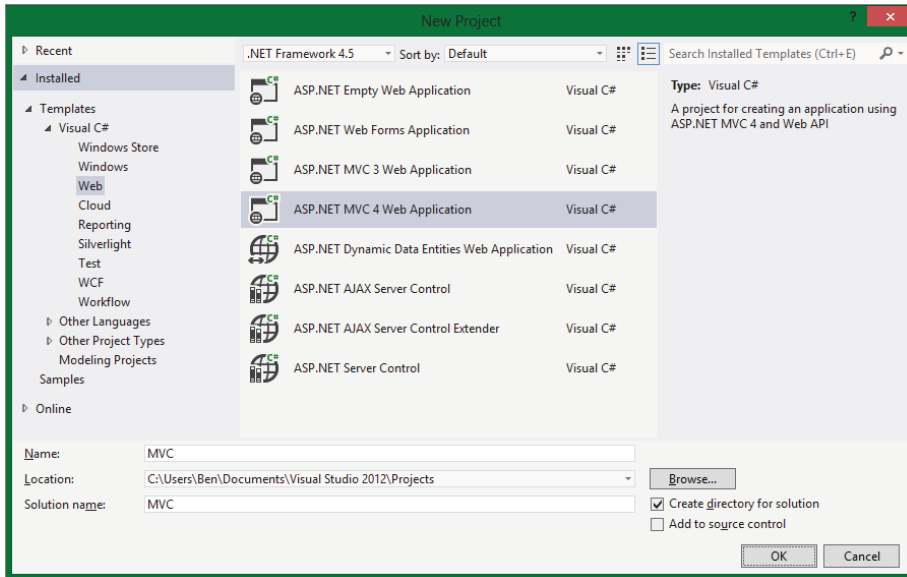 New Project
?
Recent
Installed
Templates
Visual C#
Windows Store
Windows
Web
Cloud
Reporting
Silverlight
Test
WCF
Workflow
Other Languages
Other Project Types
Modeling Projects
Samples
Online
.NET Framework 4.5 Sort by: Default
ASP.NET Empty Web Application Visual C#
ASP.NET Web Forms Application Visual C#
ASP.NET MVC 3 Web Application Visual C#
ASP.NET MVC 4 Web Application Visual C#
ASP.NET Dynamic Data Entities Web Application Visual C#
ASP.NET AJAX Server Control Visual C#
ASP.NET AJAX Server Control Extender Visual C#
ASP.NET Server Control Visual C#
Search Installed Templates (Ctrl+E)
Type: Visual C#
A project for creating an application using
ASP.NET MVC 4 and Web API
Name: MVC
Location: C:\Users\Ben\Documents\Visual Studio 2012\Projects
Browse...
Solution name: MVC
Create directory for solution
Add to source control
OK Cancel